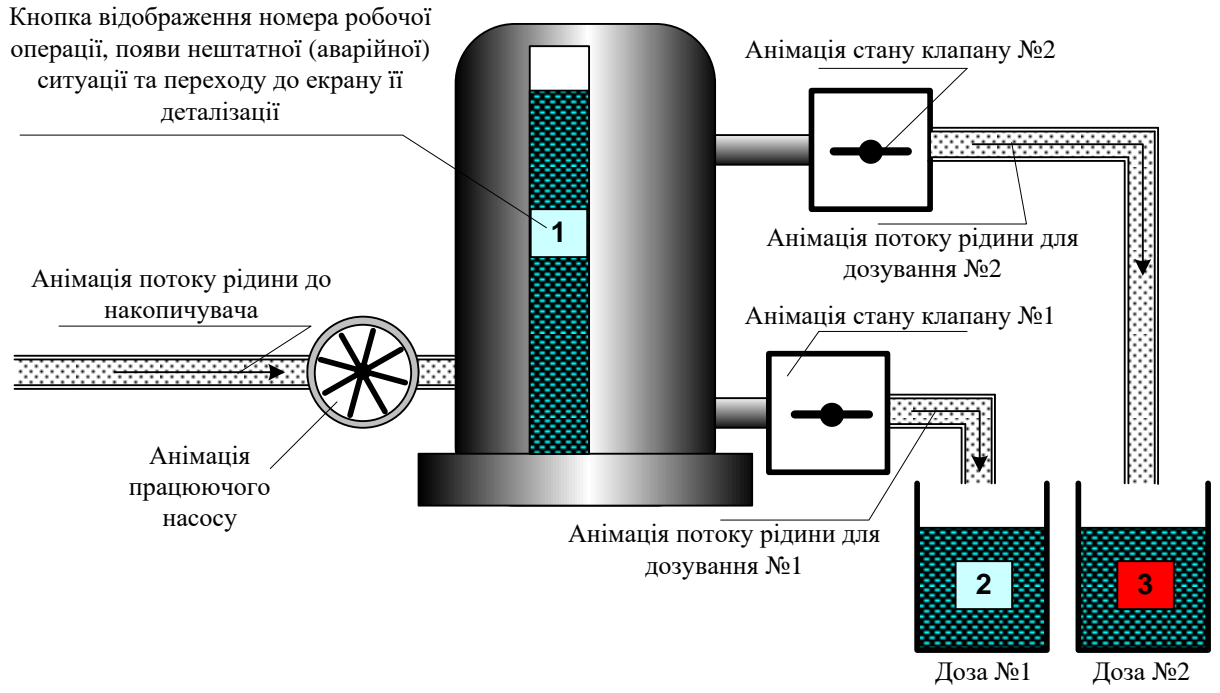 Кнопка відображення номера робочої
операції, появи нештатної (аварійної)
ситуації та переходу до екрану її
деталізації
Анімація стану клапану №2
1
Анімація потоку рідини для
дозування №2
Анімація потоку рідини до
накопичувача
Анімація стану клапану №1
Анімація
працюючого
насосу
Анімація потоку рідини для
дозування №1
2
3
Доза №1
Доза №2